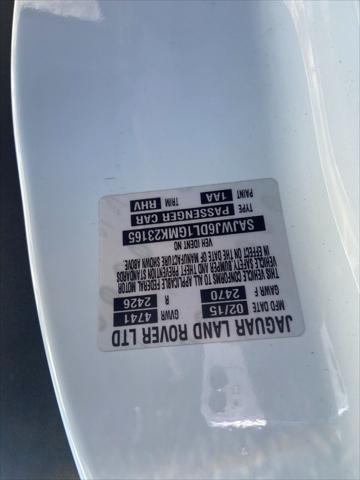 JAGUAR LAND ROVER LTD
MFD DATE 02/15 GVWR 4741
GAWR F 2470 R 2426
THIS VEHICLE CONFORMS TO ALL APPLICABLE FEDERAL MOTOR
VEHICLE SAFETY BUMPER AND THEFT PREVENTION STANDARDS
IN EFFECT ON THE DATE OF MANUFACTURE SHOWN ABOVE.
VEH IDENT NO
SAJWJ6DL1GMK23165
TYPE PASSENGER CAR
PAINT 1AA TRIM RHV